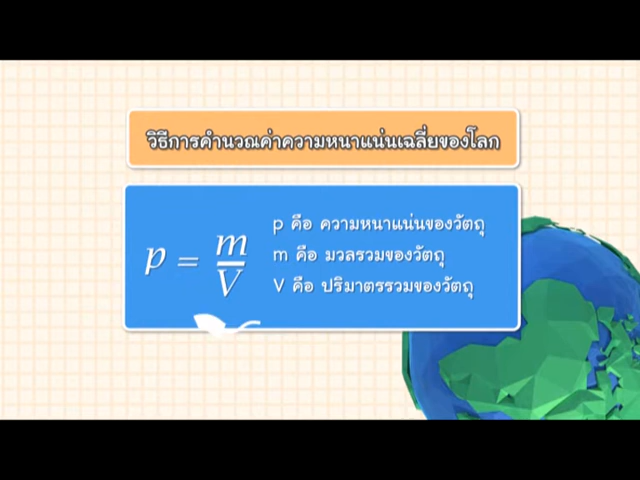 วิธีการคำนวณค่าความหนาแน่นเฉลี่ยของโลก
p = m/V
p คือ ความหนาแน่นของวัตถุ
m คือ มวลรวมของวัตถุ
V คือ ปริมาตรรวมของวัตถุ